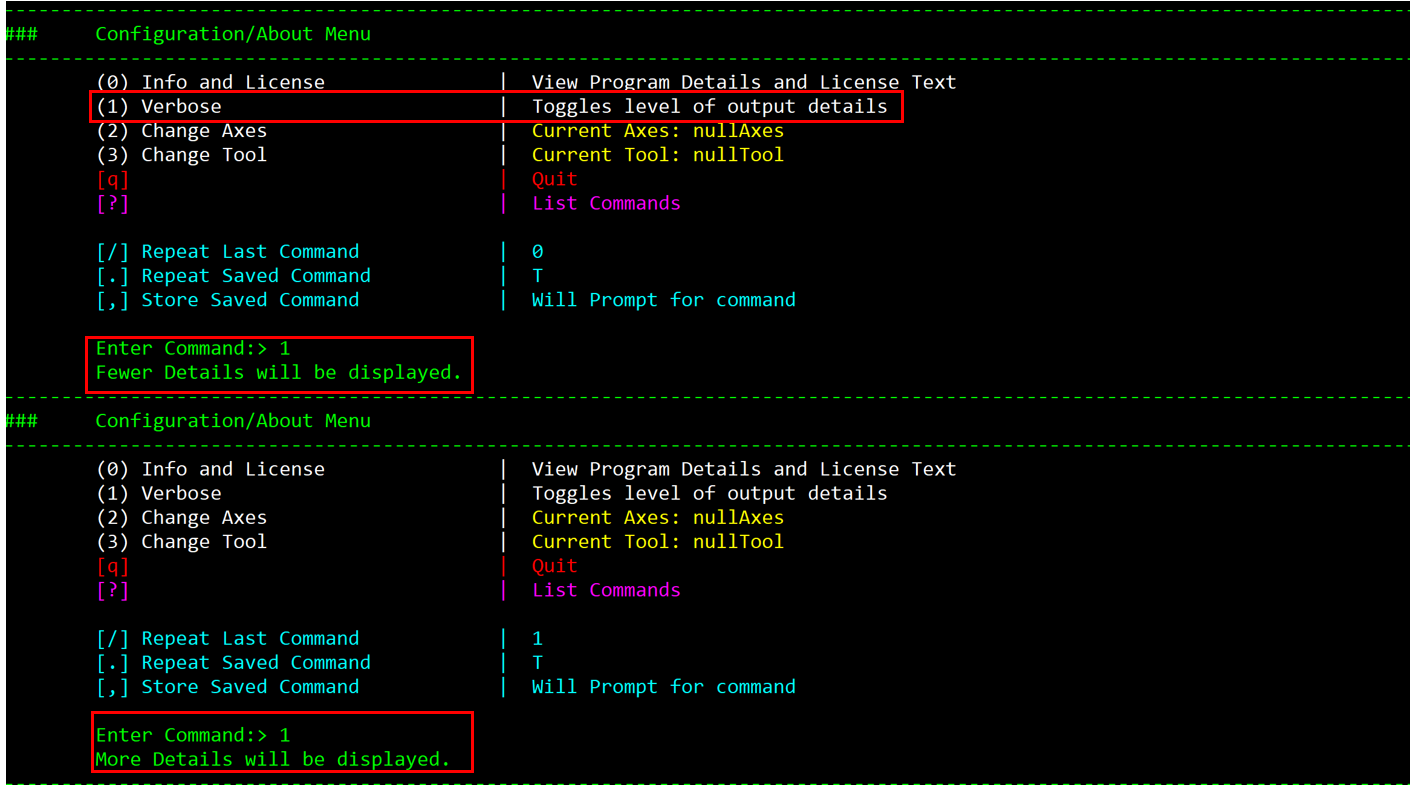 ### Configuration/About Menu
(0) Info and License | View Program Details and License Text
(1) Verbose | Toggles level of output details
(2) Change Axes | Current Axes: nullAxes
(3) Change Tool | Current Tool: nullTool
[q] | Quit
[?] | List Commands
[/] Repeat Last Command | 0
[.] Repeat Saved Command | T
[,] Store Saved Command | Will Prompt for command
Enter Command:> 1
Fewer Details will be displayed.
### Configuration/About Menu
(0) Info and License | View Program Details and License Text
(1) Verbose | Toggles level of output details
(2) Change Axes | Current Axes: nullAxes
(3) Change Tool | Current Tool: nullTool
[q] | Quit
[?] | List Commands
[/] Repeat Last Command | 1
[.] Repeat Saved Command | T
[,] Store Saved Command | Will Prompt for command
Enter Command:> 1
More Details will be displayed.